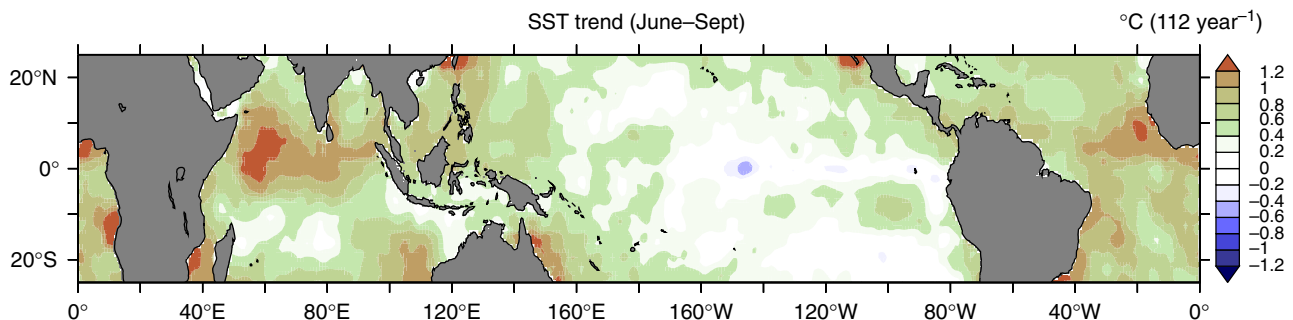 SST trend (June–Sept)
°C (112 year⁻¹)
20°N
0°
20°S
0°
40°E
80°E
120°E
160°E
160°W
120°W
80°W
40°W
0°
1.2
1
0.8
0.6
0.4
0.2
0
−0.2
−0.4
−0.6
−0.8
−1
−1.2